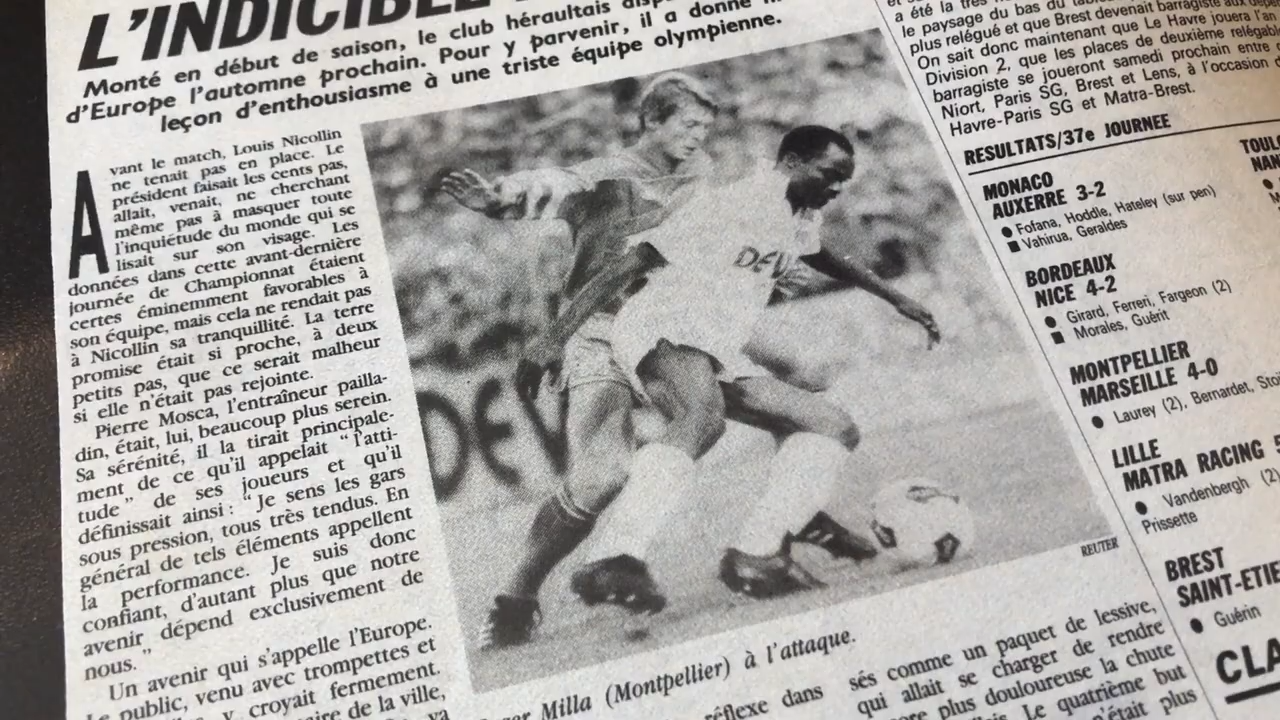 L'INDICIBLE
Monté en début de saison, le club héraultais
d'Europe l'automne prochain. Pour y parvenir, il a donné
leçon d'enthousiasme à une triste équipe olympienne.
Avant le match, Louis Nicollin
ne tenait pas en place. Le
président faisait les cents pas,
allait, venait, ne cherchant
même pas à masquer toute
l'inquiétude du monde qui se
lisait sur son visage. Les
données dans cette avant-dernière
journée de Championnat étaient
certes éminemment favorables à
son équipe, mais cela ne rendait pas
à Nicollin sa tranquillité. La terre
promise était si proche, à deux
petits pas, que ce serait malheur
si elle n'était pas rejointe.
Pierre Mosca, l'entraîneur pailla-
din, était, lui, beaucoup plus serein.
Sa sérénité, il la tirait principale-
ment de ce qu'il appelait "l'atti-
tude" de ses joueurs et qu'il
définissait ainsi : "Je sens les gars
sous pression, tous très tendus. En
général de tels éléments appellent
la performance. Je suis donc
confiant, d'autant plus que notre
avenir dépend exclusivement de
nous."
Un avenir qui s'appelle l'Europe.
Le public, venu avec trompettes et
y croyait fermement.
de la ville,
DEV
DEV
REUTER
Milla (Montpellier) à l'attaque.
réflexe dans
sés comme un paquet de lessive,
qui allait se charger de rendre
plus douloureuse la chute
Le quatrième but
c'était plus
a été la
le paysage du bas du
plus relégué et que Brest devenait barragiste aux
On sait donc maintenant que Le Havre jouera
Division 2, que les places de deuxième
barragiste se joueront samedi prochain entre
Niort, Paris SG, Brest et Lens, à l'occasion
Havre-Paris SG et Matra-Brest.
RESULTATS/37e JOURNEE
MONACO
AUXERRE 3-2
● Fofana, Hoddle, Hateley (sur pen)
■ Vahirua, Geraldes
BORDEAUX
NICE 4-2
● Girard, Ferreri, Fargeon (2)
■ Morales, Guérit
MONTPELLIER
MARSEILLE 4-0
● Laurey (2), Bernardet,
LILLE
MATRA RACING
● Vandenbergh (2)
Prissette
BREST
● Guérin